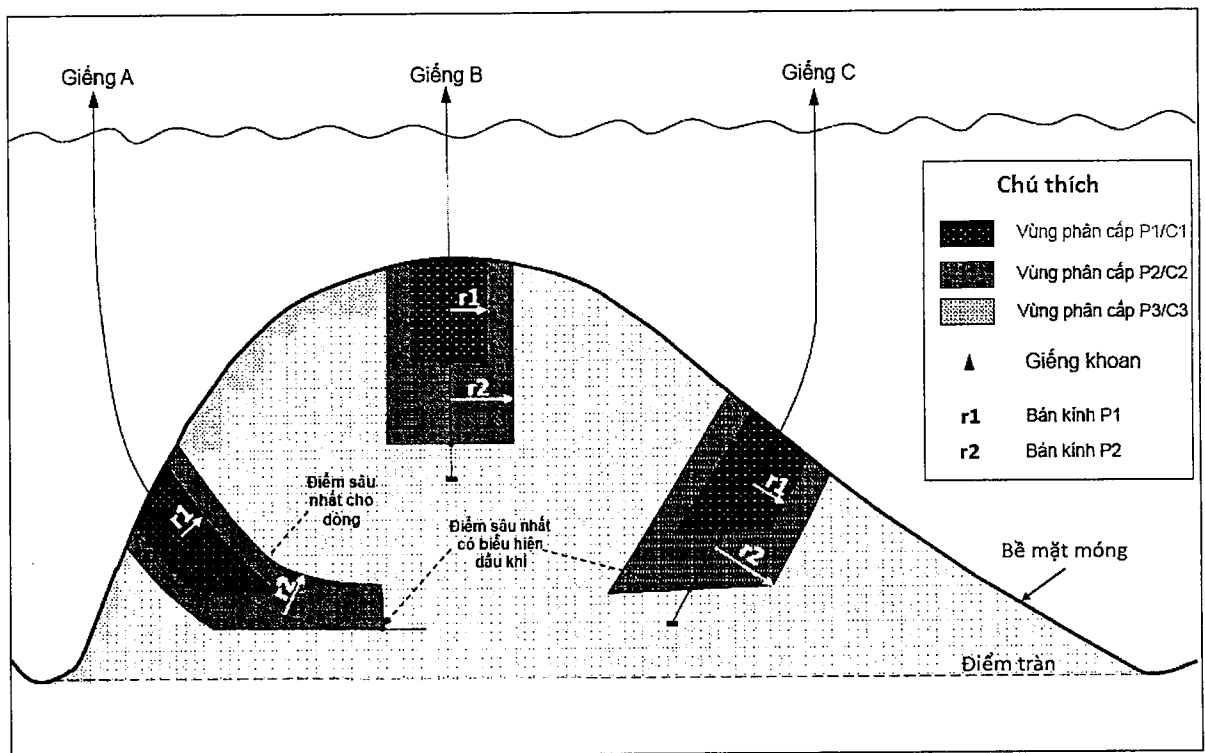 Giếng A
Giếng B
Giếng C
Chú thích
Vùng phân cấp P1/C1
Vùng phân cấp P2/C2
Vùng phân cấp P3/C3
Giếng khoan
r1 Bán kính P1
r2 Bán kính P2
r1
r2
r1
r2
r1
r2
Điểm sâu
nhất cho
dòng
Điểm sâu nhất
có biểu hiện
dầu khí
Bề mặt móng
Điểm tràn